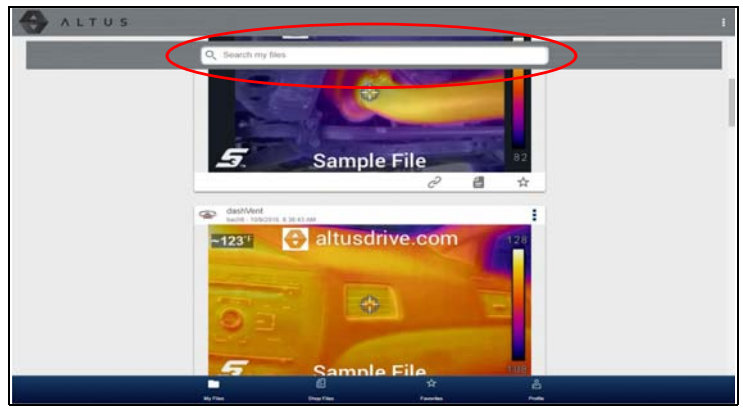 ALTUS
Search my files
Sample File
82
dashVent
~123°F
altusdrive.com
128
Sample File
My Files
Shop Files
Favorites
Profile